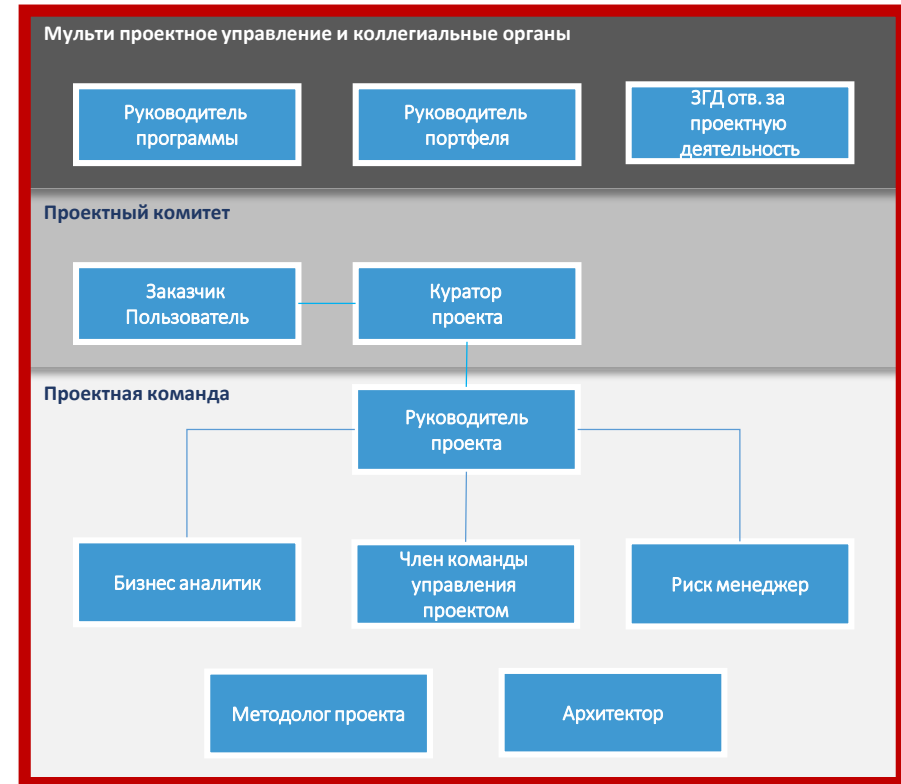 Мульти проектное управление и коллегиальные органы
Руководитель
программы
Руководитель
портфеля
ЗГД отв. за
проектную
деятельность
Проектный комитет
Заказчик
Пользователь
Куратор
проекта
Проектная команда
Руководитель
проекта
Бизнес аналитик
Член команды
управления
проектом
Риск менеджер
Методолог проекта
Архитектор